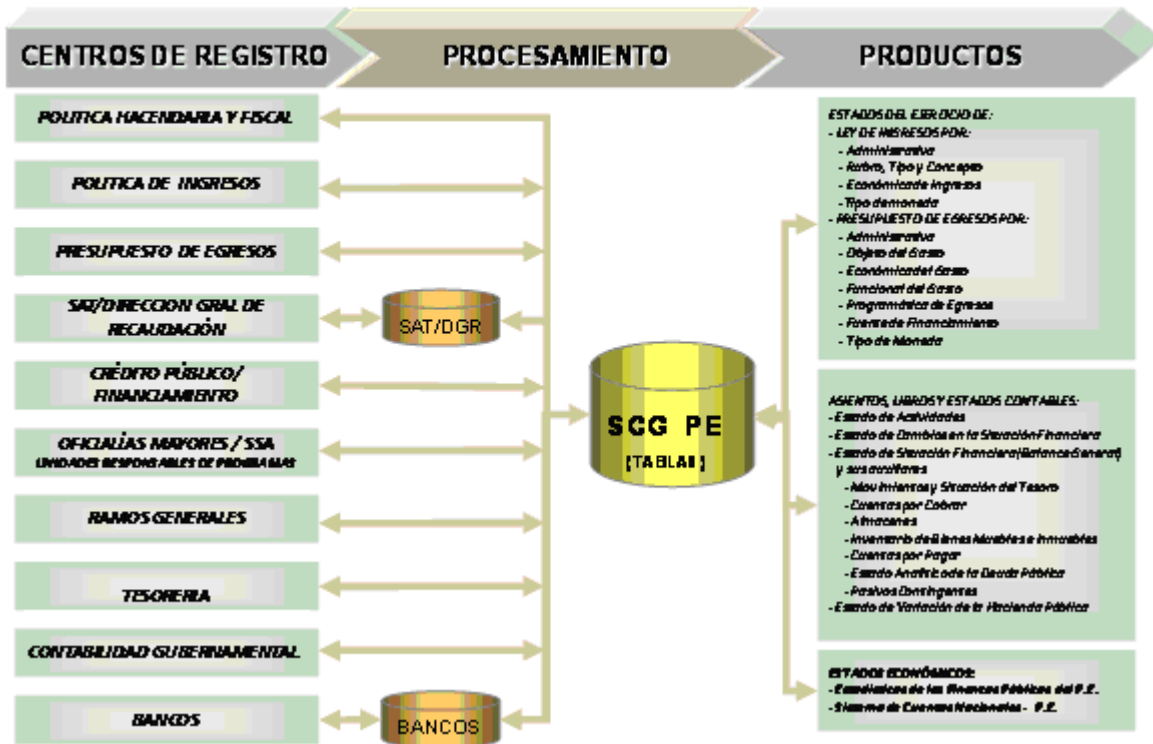 CENTROS DE REGISTRO
PROCESAMIENTO
PRODUCTOS
POLITICA HACENDARIA Y FISCAL
POLITICA DE INGRESOS
PRESUPUESTO DE EGRESOS
SAT/DIRECCION GRAL DE
RECAUDACIÓN
CRÉDITO PÚBLICO/
FINANCIAMIENTO
OFICIALÍAS MAYORES / SSA
UNIDADES RESPONSABLES DE PROGRAMAS
RAMOS GENERALES
TESORERIA
CONTABILIDAD GUBERNAMENTAL
BANCOS
SAT/DGR
BANCOS
SCG PE
(TABLAS)
ESTADOS DEL EJERCICIO DE:
- LEY DE INGRESOS POR:
- Administrativa
- Rubro, Tipo y Concepto
- Económica de Ingresos
- Tipo de moneda
- PRESUPUESTO DE EGRESOS POR:
- Administrativa
- Objeto del Gasto
- Económica del Gasto
- Funcional del Gasto
- Programática de Egresos
- Fuente de Financiamiento
- Tipo de Moneda
ASIENTOS, LIBROS Y ESTADOS CONTABLES:
- Estado de Actividades
- Estado de Cambios en la Situación Financiera
- Estado de Situación Financiera (Balance General)
y sus auxiliares
- Movimientos y Situación del Tesoro
- Cuentas por Cobrar
- Almacenes
- Inventario de Bienes Muebles e Inmuebles
- Cuentas por Pagar
- Estado Analítico de la Deuda Pública
- Pasivos Contingentes
- Estado de Variación de la Hacienda Pública
ESTADOS ECONÓMICOS:
- Estadísticas de las Finanzas Públicas del P.E.
- Sistema de Cuentas Nacionales - P.E.